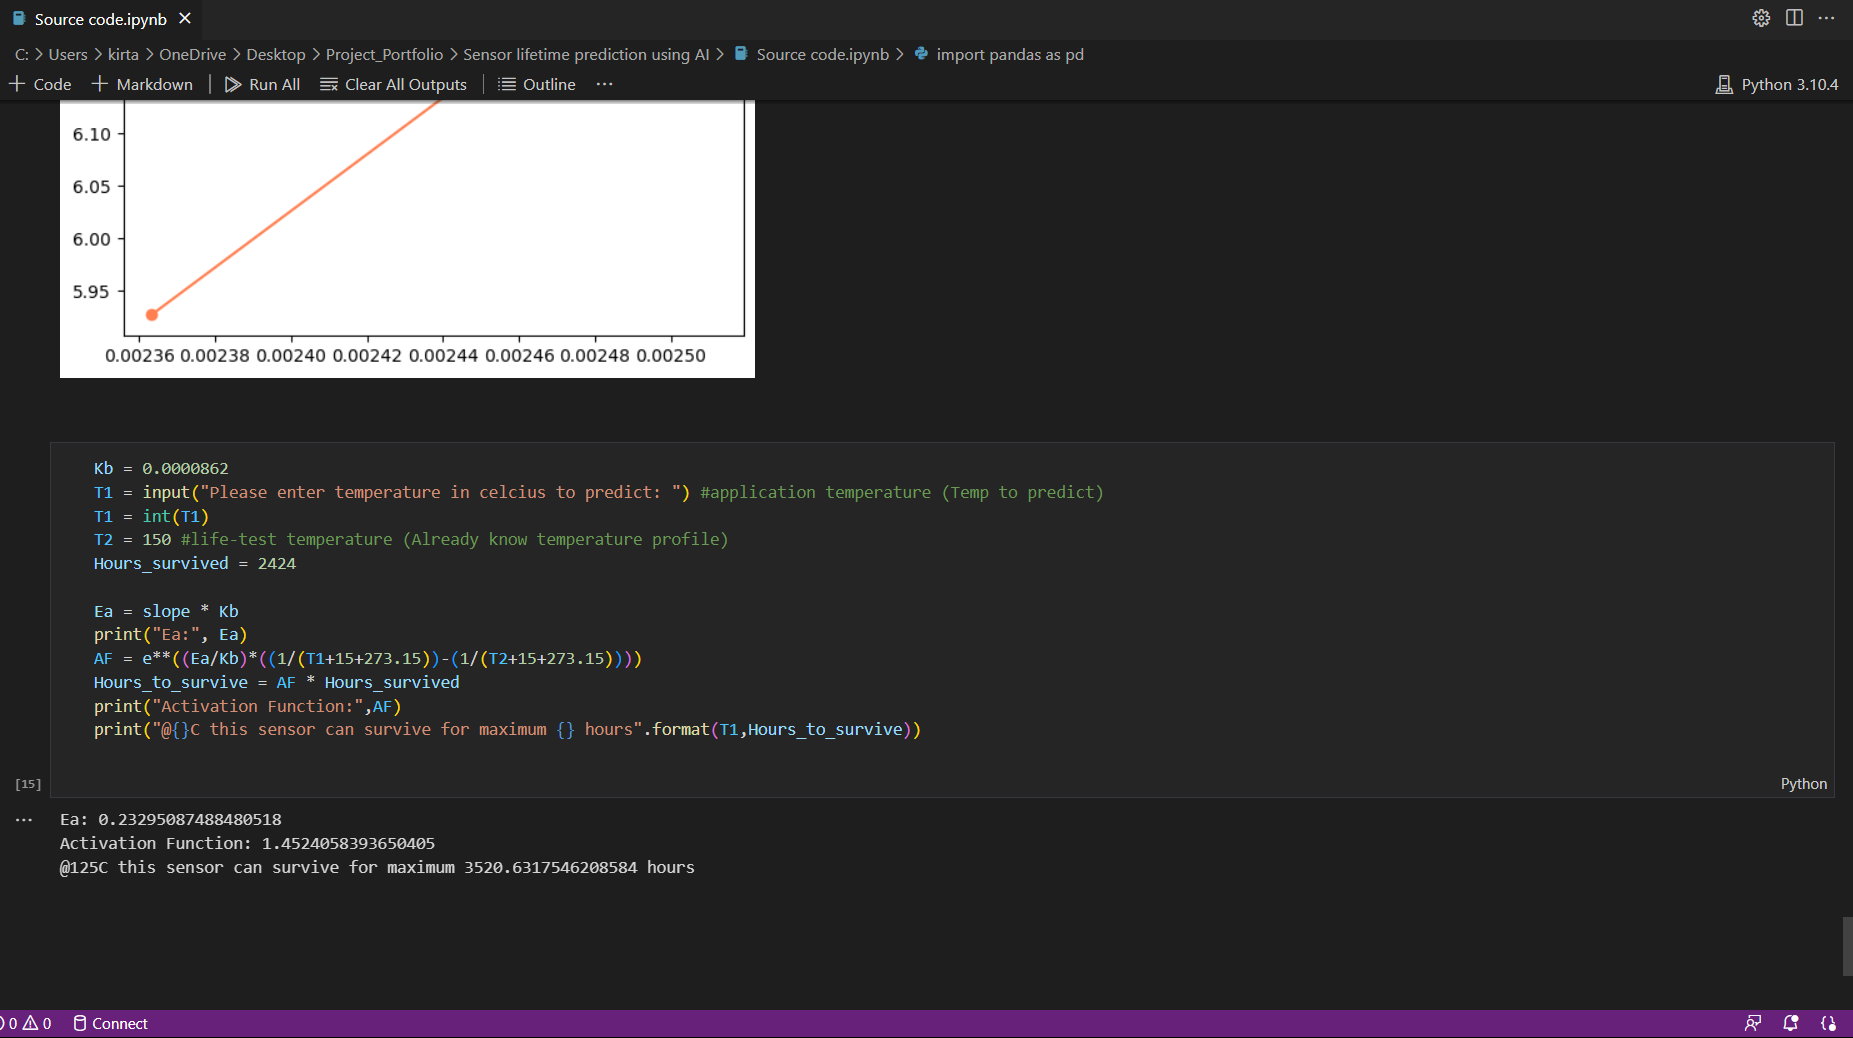 Source code.ipynb
C: > Users > kirta > OneDrive > Desktop > Project_Portfolio > Sensor lifetime prediction using AI > Source code.ipynb > import pandas as pd
+ Code + Markdown | Run All Clear All Outputs | Outline ··· Python 3.10.4
6.10
6.05
6.00
5.95
0.00236 0.00238 0.00240 0.00242 0.00244 0.00246 0.00248 0.00250
Kb = 0.0000862
T1 = input("Please enter temperature in celcius to predict: ") #application temperature (Temp to predict)
T1 = int(T1)
T2 = 150 #life-test temperature (Already know temperature profile)
Hours_survived = 2424
Ea = slope * Kb
print("Ea:", Ea)
AF = e**((Ea/Kb)*((1/(T1+15+273.15))-(1/(T2+15+273.15))))
Hours_to_survive = AF * Hours_survived
print("Activation Function:",AF)
print("@{}C this sensor can survive for maximum {} hours".format(T1,Hours_to_survive))
[15] Python
··· Ea: 0.23295087488480518
Activation Function: 1.4524058393650405
@125C this sensor can survive for maximum 3520.6317546208584 hours
0 0 Connect